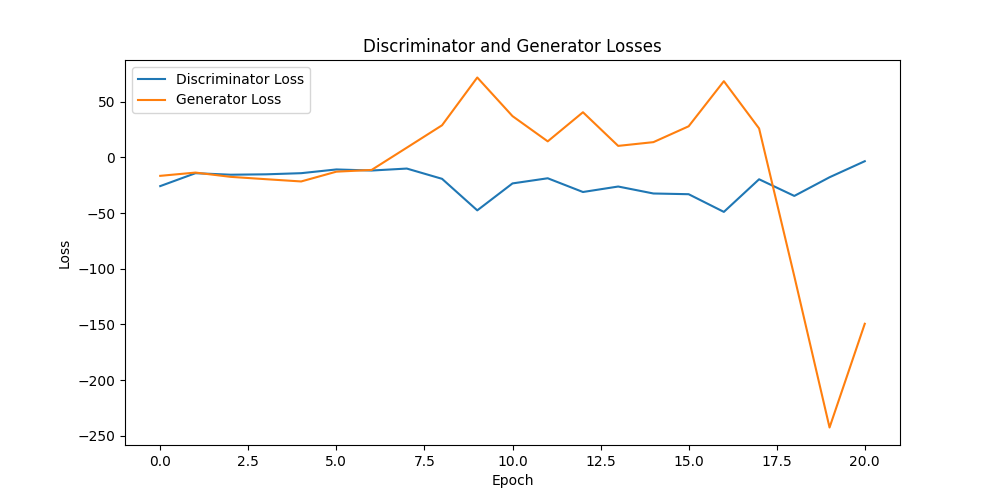 Discriminator and Generator Losses
Discriminator Loss
Generator Loss
50
0
−50
−100
−150
−200
−250
Loss
0.0 2.5 5.0 7.5 10.0 12.5 15.0 17.5 20.0
Epoch